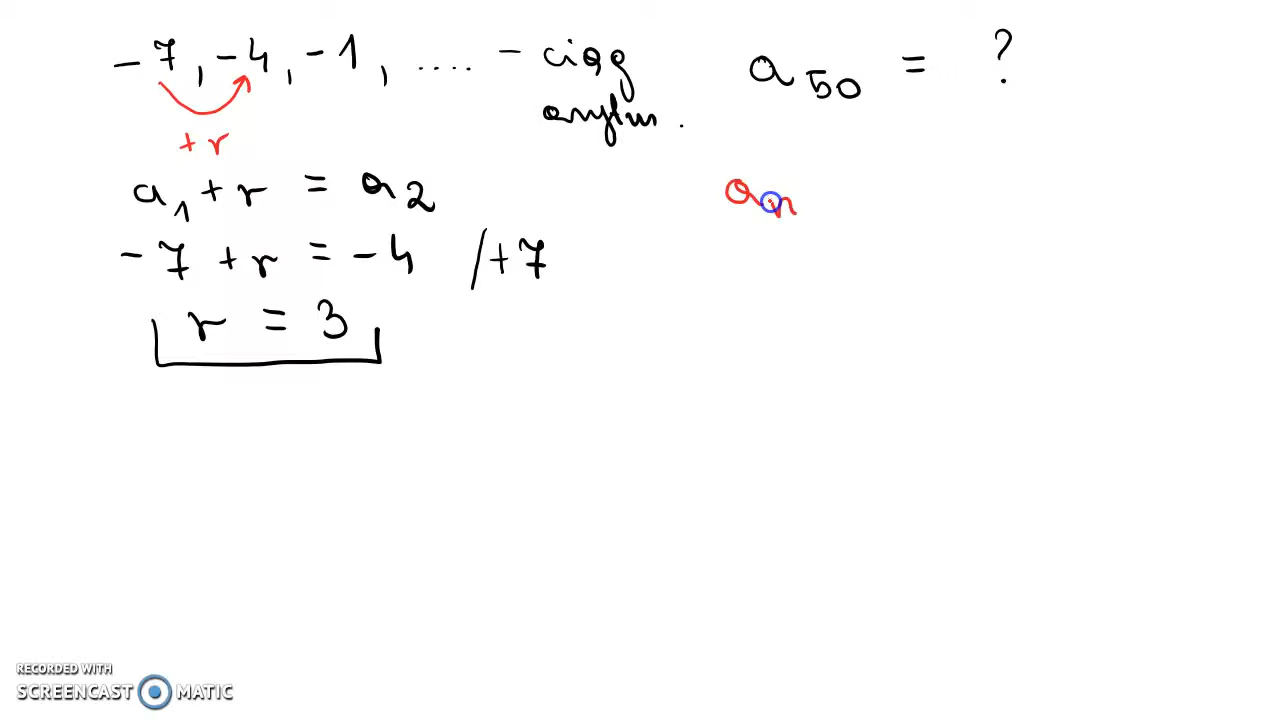 -7, -4, -1, .... - ciąg
arytm.
a₅₀ = ?
+r
a₁ + r = a₂
aₙ
-7 + r = -4 /+7
r = 3
RECORDED WITH
SCREENCAST MATIC